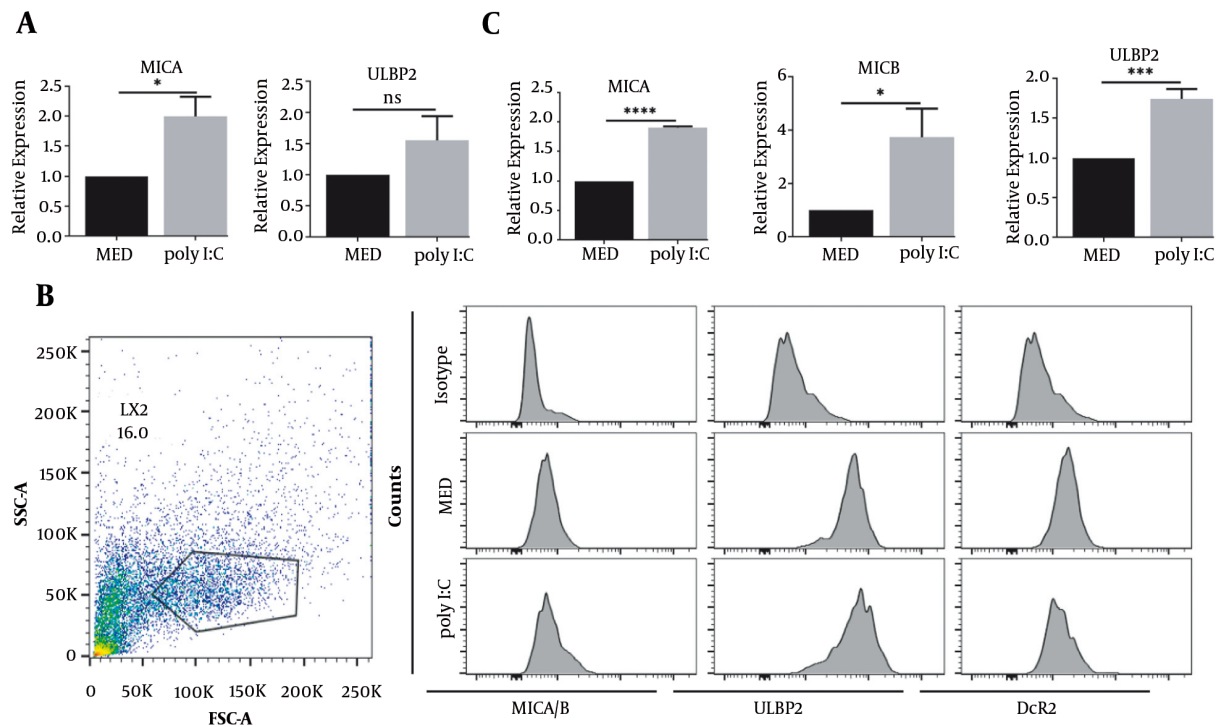 A
MICA
*
Relative Expression
2.5
2.0
1.5
1.0
0.5
0.0
MED
poly I:C
ULBP2
ns
Relative Expression
2.5
2.0
1.5
1.0
0.5
0.0
MED
poly I:C
C
MICA
****
Relative Expression
2.5
2.0
1.5
1.0
0.5
0.0
MED
poly I:C
MICB
*
Relative Expression
6
4
2
0
MED
poly I:C
ULBP2
***
Relative Expression
2.0
1.5
1.0
0.5
0.0
MED
poly I:C
B
LX2
16.0
SSC-A
250K
200K
150K
100K
50K
0
0 50K 100K 150K 200K 250K
FSC-A
Counts
Isotype
MED
poly I:C
MICA/B
ULBP2
DcR2